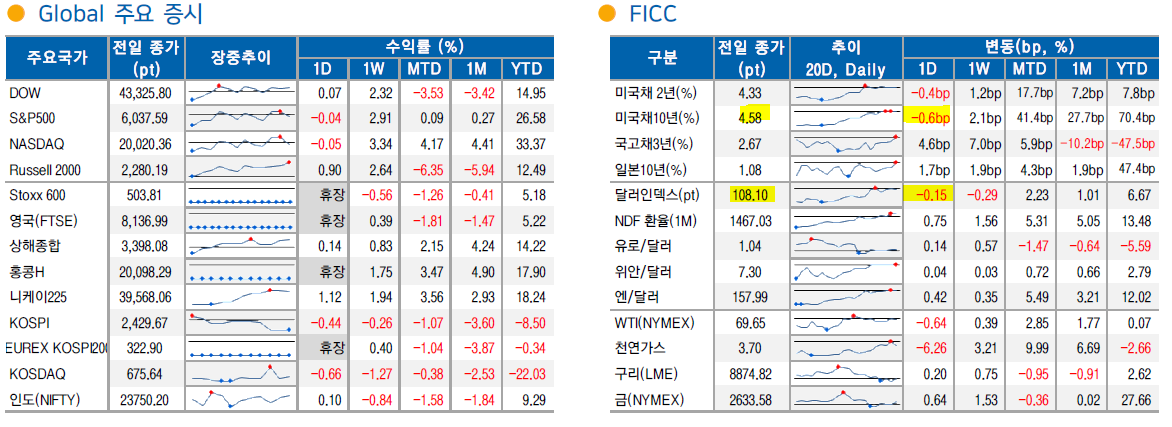 Global 주요 증시
주요국가 전일 종가 (pt) 장중추이 수익률 (%)
1D 1W MTD 1M YTD
DOW 43,325.80 0.07 2.32 −3.53 −3.42 14.95
S&P500 6,037.59 −0.04 2.91 0.09 0.27 26.58
NASDAQ 20,020.36 −0.05 3.34 4.17 4.41 33.37
Russell 2000 2,280.19 0.90 2.64 −6.35 −5.94 12.49
Stoxx 600 503.81 휴장 −0.56 −1.26 −0.41 5.18
영국(FTSE) 8,136.99 휴장 0.39 −1.81 −1.47 5.22
상해종합 3,398.08 0.14 0.83 2.15 4.24 14.22
홍콩H 20,098.29 휴장 1.75 3.47 4.90 17.90
니케이225 39,568.06 1.12 1.94 3.56 2.93 18.24
KOSPI 2,429.67 −0.44 −0.26 −1.07 −3.60 −8.50
EUREX KOSPI200 322.90 휴장 0.40 −1.04 −3.87 −0.34
KOSDAQ 675.64 −0.66 −1.27 −0.38 −2.53 −22.03
인도(NIFTY) 23750.20 0.10 −0.84 −1.58 −1.84 9.29
FICC
구분 전일 종가 (pt) 추이 20D, Daily 변동(bp, %)
1D 1W MTD 1M YTD
미국채 2년(%) 4.33 −0.4bp 1.2bp 17.7bp 7.2bp 7.8bp
미국채10년(%) 4.58 −0.6bp 2.1bp 41.4bp 27.7bp 70.4bp
국고채3년(%) 2.67 4.6bp 7.0bp 5.9bp −10.2bp −47.5bp
일본10년(%) 1.08 1.7bp 1.9bp 4.3bp 1.9bp 47.4bp
달러인덱스(pt) 108.10 −0.15 −0.29 2.23 1.01 6.67
NDF 환율(1M) 1467.03 0.75 1.56 5.31 5.05 13.48
유로/달러 1.04 0.14 0.57 −1.47 −0.64 −5.59
위안/달러 7.30 0.04 0.03 0.72 0.66 2.79
엔/달러 157.99 0.42 0.35 5.49 3.21 12.02
WTI(NYMEX) 69.65 −0.64 0.39 2.85 1.77 0.07
천연가스 3.70 −6.26 3.21 9.99 6.69 −2.66
구리(LME) 8874.82 0.20 0.75 −0.95 −0.91 2.62
금(NYMEX) 2633.58 0.64 1.53 −0.36 0.02 27.66